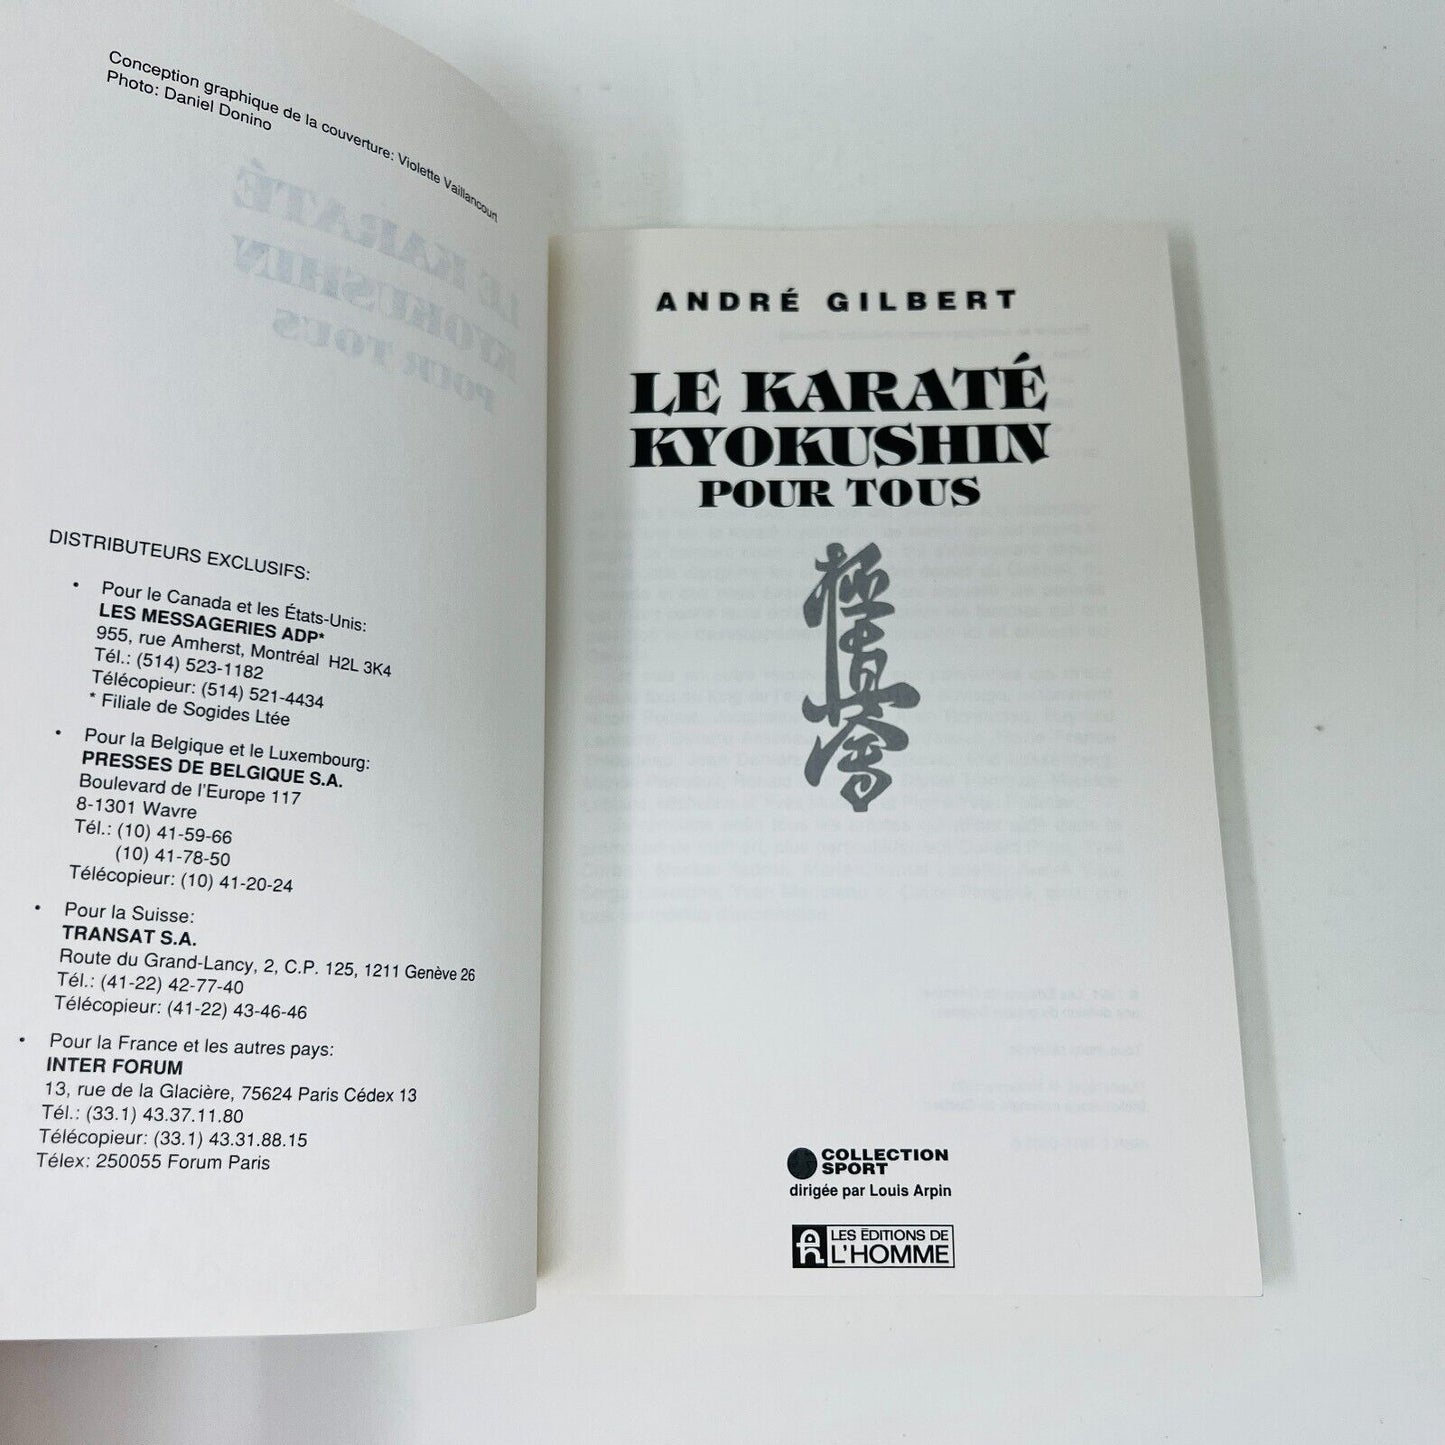 Conception graphique de la couverture: Violette Vaillancourt
Photo: Daniel Donino
DISTRIBUTEURS EXCLUSIFS:
• Pour le Canada et les États-Unis:
LES MESSAGERIES ADP*
955, rue Amherst, Montréal H2L 3K4
Tél.: (514) 523-1182
Télécopieur: (514) 521-4434
* Filiale de Sogides Ltée
• Pour la Belgique et le Luxembourg:
PRESSES DE BELGIQUE S.A.
Boulevard de l'Europe 117
8-1301 Wavre
Tél.: (10) 41-59-66
(10) 41-78-50
Télécopieur: (10) 41-20-24
• Pour la Suisse:
TRANSAT S.A.
Route du Grand-Lancy, 2, C.P. 125, 1211 Genève 26
Tél.: (41-22) 42-77-40
Télécopieur: (41-22) 43-46-46
• Pour la France et les autres pays:
INTER FORUM
13, rue de la Glacière, 75624 Paris Cédex 13
Tél.: (33.1) 43.37.11.80
Télécopieur: (33.1) 43.31.88.15
Télex: 250055 Forum Paris
ANDRÉ GILBERT
LE KARATÉ
KYOKUSHIN
POUR TOUS
極真會
COLLECTION
SPORT
dirigée par Louis Arpin
LES ÉDITIONS DE
L'HOMME